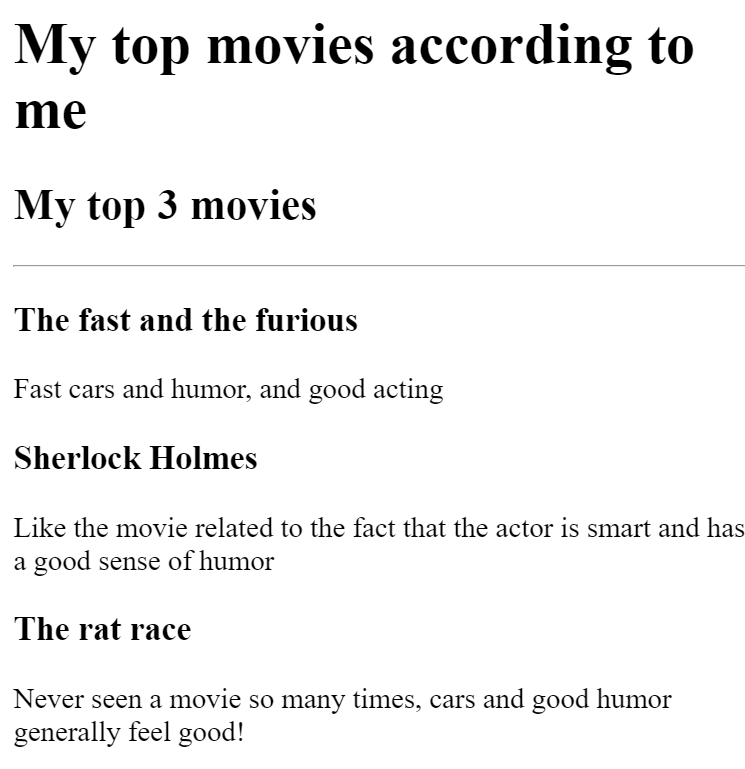 My top movies according to
me
My top 3 movies
The fast and the furious
Fast cars and humor, and good acting
Sherlock Holmes
Like the movie related to the fact that the actor is smart and has
a good sense of humor
The rat race
Never seen a movie so many times, cars and good humor
generally feel good!